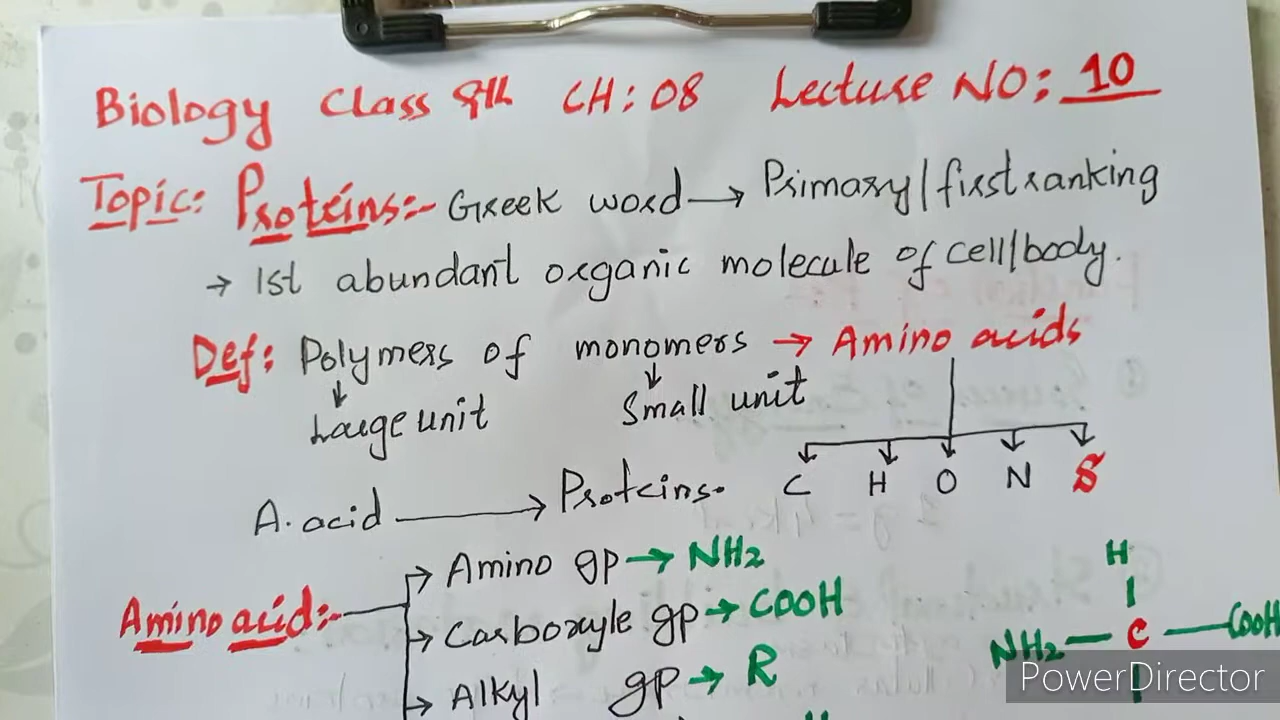 Biology Class 9th CH: 08 Lecture NO: 10
Topic: Proteins:- Greek word → Primary/first ranking
→ 1st abundant organic molecule of cell/body.
Def: Polymers of monomers → Amino acids
Large unit Small unit
C H O N S
A. acid → Proteins.
Amino acid:-
→ Amino gp → NH2
→ Carboxyle gp → COOH
→ Alkyl gp → R
H
NH2 — C — COOH
PowerDirector